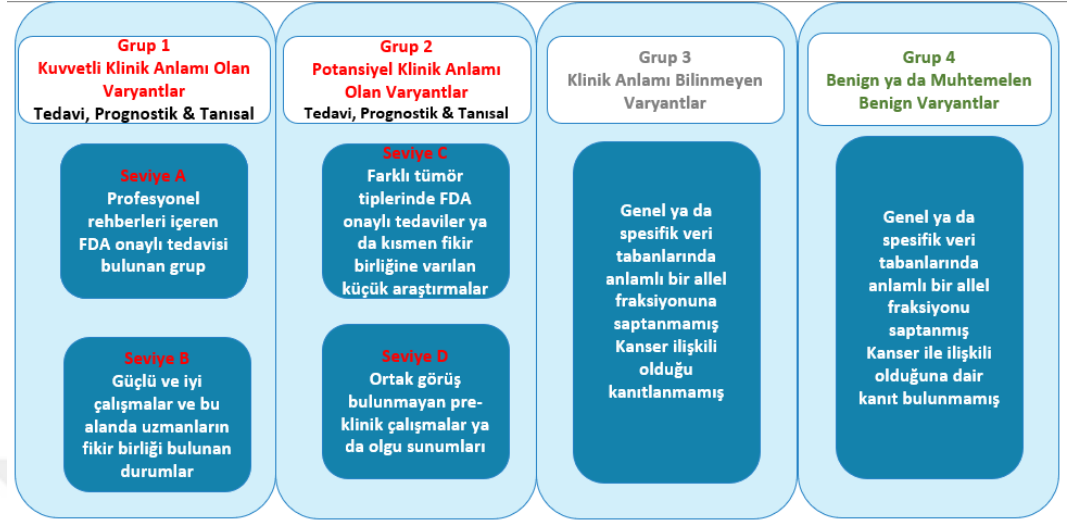 Grup 1
Kuvvetli Klinik Anlamı Olan
Varyantlar
Tedavi, Prognostik & Tanısal
Seviye A
Profesyonel
rehberleri içeren
FDA onaylı tedavisi
bulunan grup
Seviye B
Güçlü ve iyi
çalışmalar ve bu
alanda uzmanların
fikir birliği bulunan
durumlar
Grup 2
Potansiyel Klinik Anlamı
Olan Varyantlar
Tedavi, Prognostik & Tanısal
Seviye C
Farklı tümör
tiplerinde FDA
onaylı tedaviler ya
da kısmen fikir
birliğine varılan
küçük araştırmalar
Seviye D
Ortak görüş
bulunmayan pre-
klinik çalışmalar ya
da olgu sunumları
Grup 3
Klinik Anlamı Bilinmeyen
Varyantlar
Genel ya da
spesifik veri
tabanlarında
anlamlı bir allel
fraksiyonuna
saptanmamış
Kanser ilişkili
olduğu
kanıtlanmamış
Grup 4
Benign ya da Muhtemelen
Benign Varyantlar
Genel ya da
spesifik veri
tabanlarında
anlamlı bir allel
fraksiyonu
saptanmış
Kanser ile ilişkili
olduğuna dair
kanıt bulunmamış